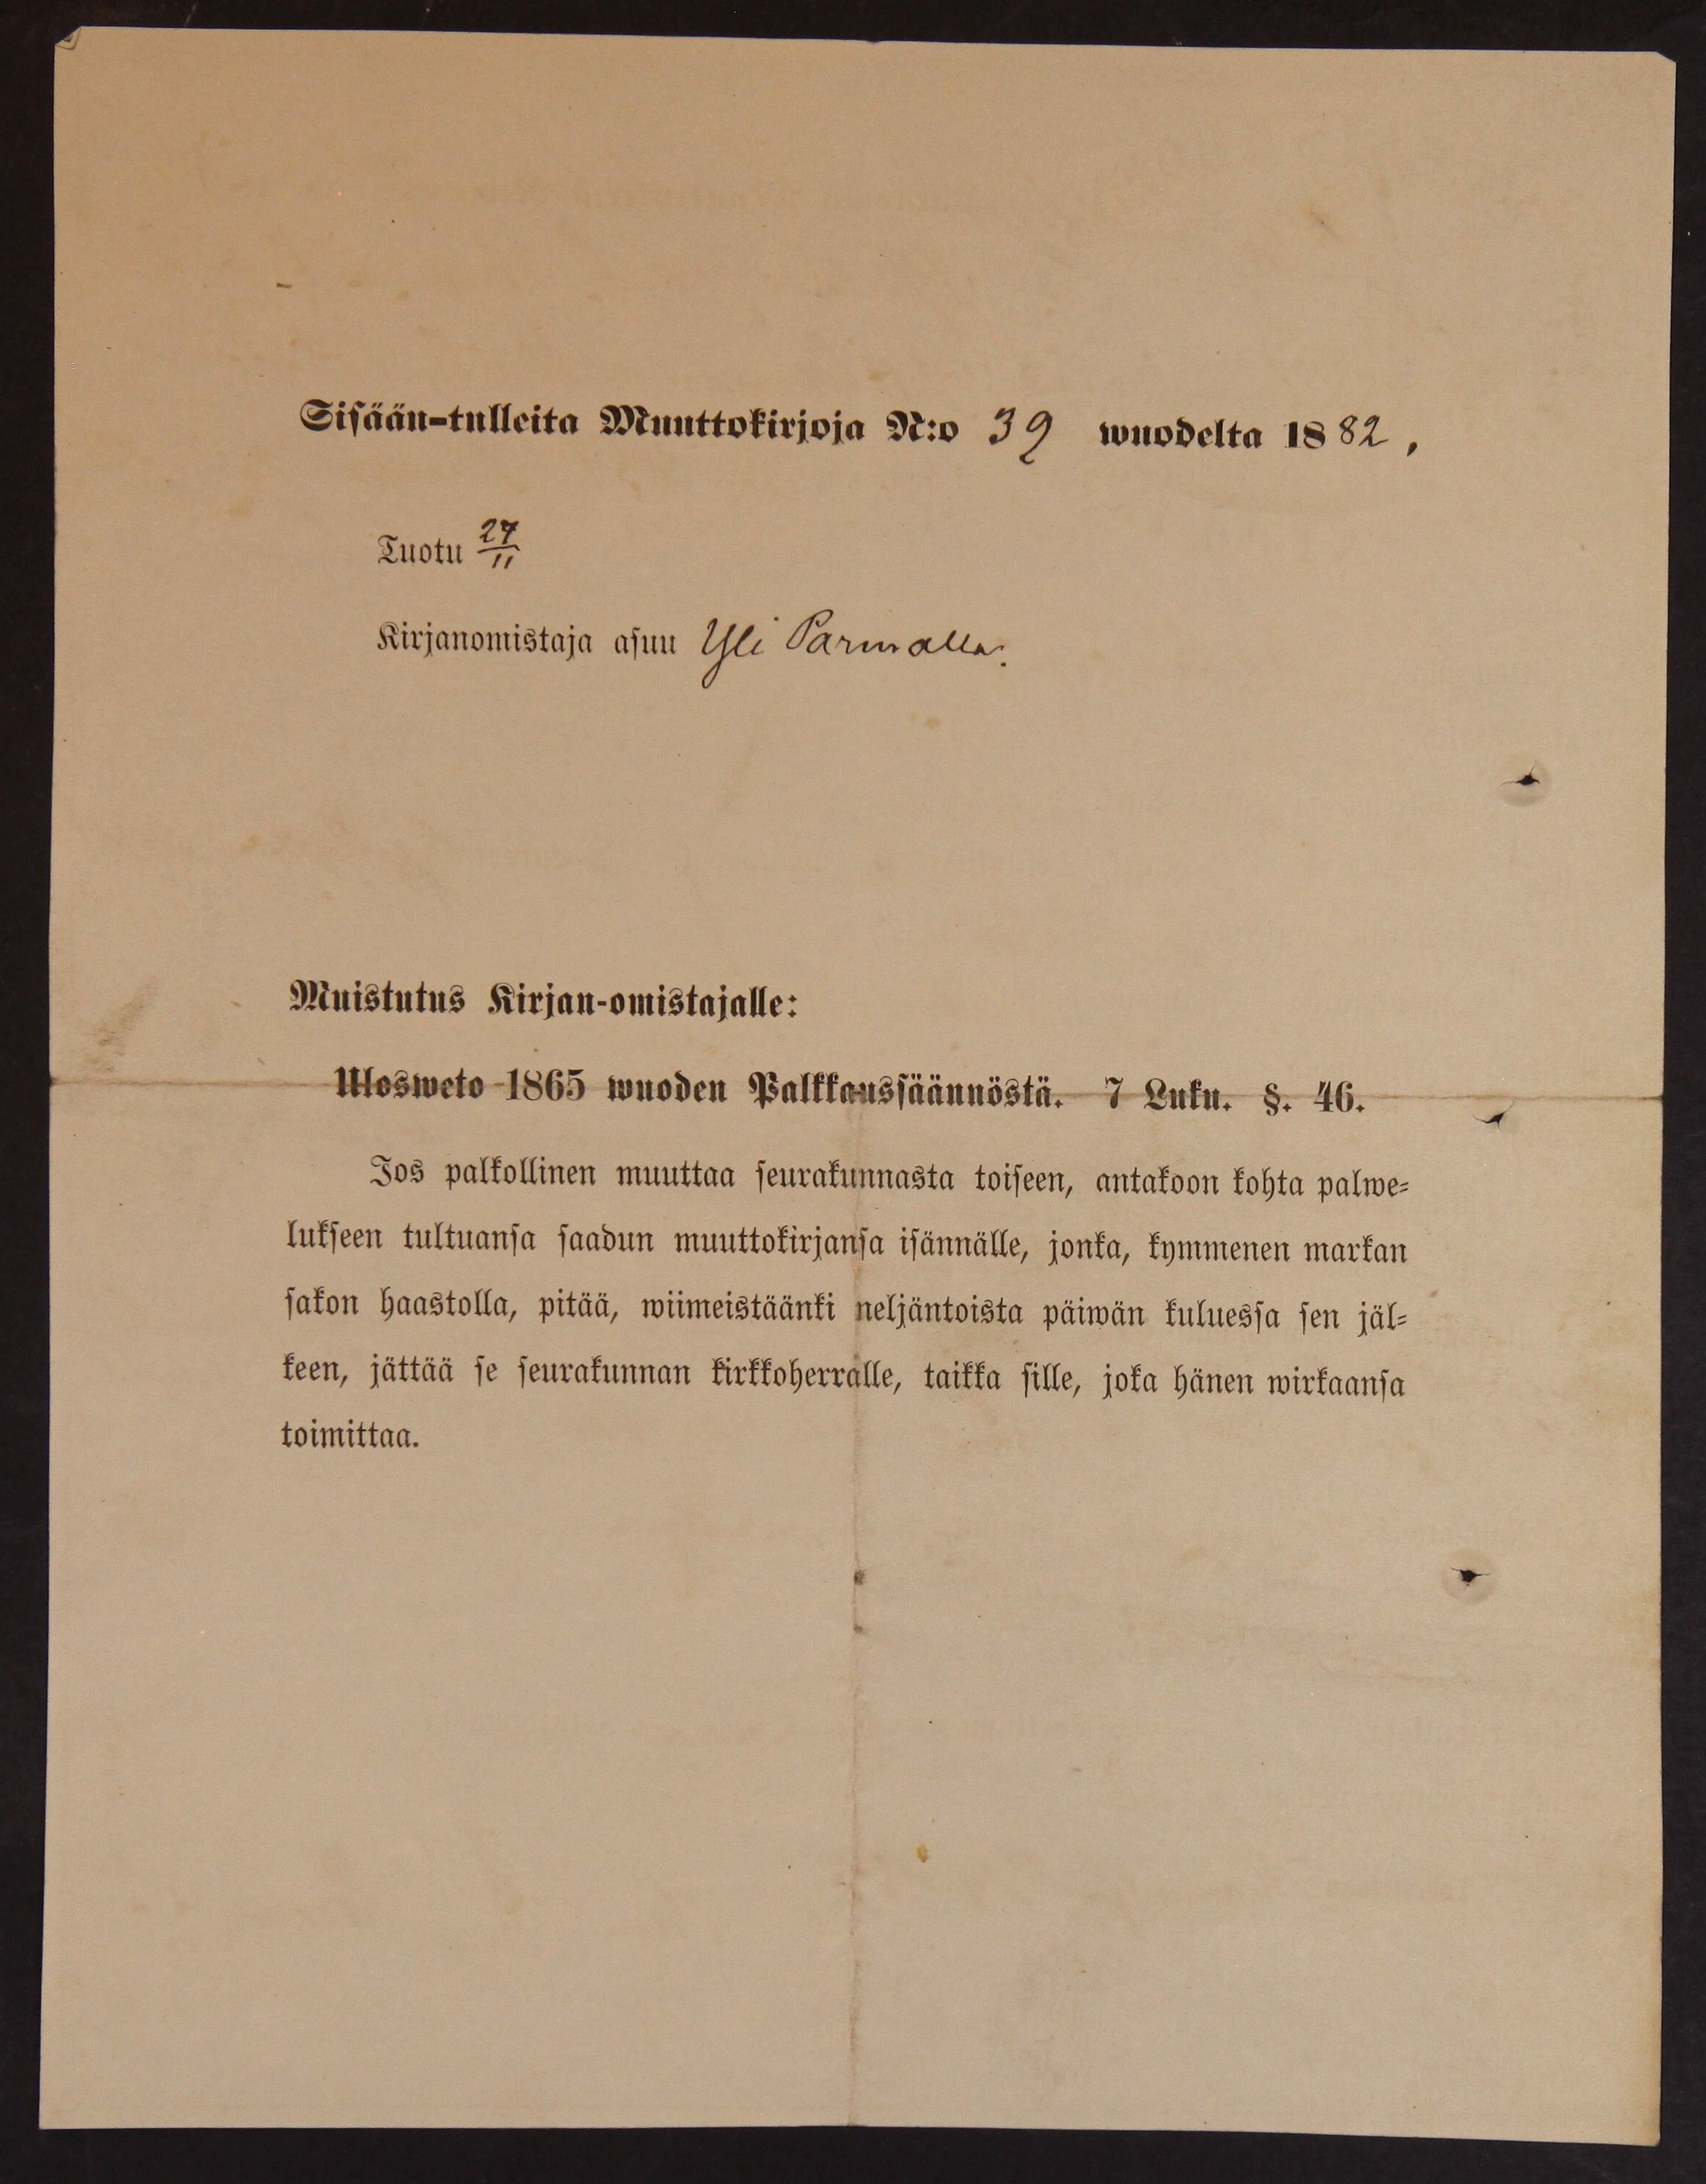 Sisään-tulleita Muuttokirjoja N:o 39 wuodelta 1882,
Tuotu 27/11
Kirjanomistaja asuu Yli Parmalla.
Muistutus Kirjan-omistajalle:
Ulosweto 1865 wuoden Palkkaussäännöstä. 7 Luku. §. 46.
Jos palkollinen muuttaa seurakunnasta toiseen, antakoon kohta palwe-
lukseen tultuansa saadun muuttokirjansa isännälle, jonka, kymmenen markan
sakon haastolla, pitää, wiimeistäänki neljäntoista päiwän kuluessa sen jäl-
keen, jättää se seurakunnan kirkkoherralle, taikka sille, joka hänen wirkaansa
toimittaa.